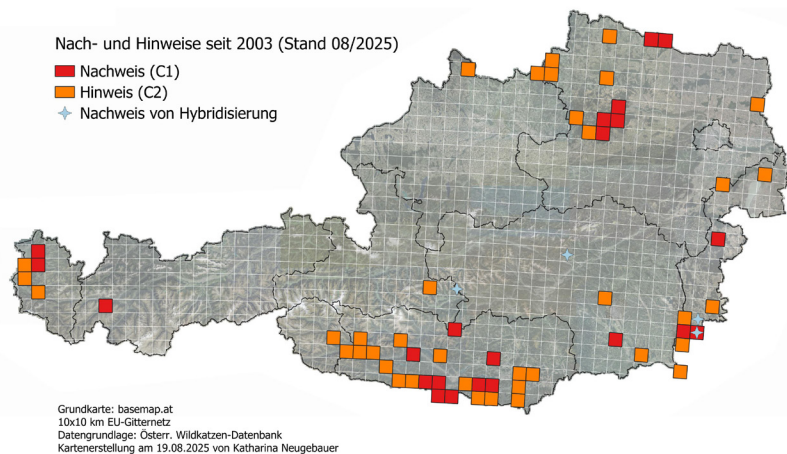 Nach- und Hinweise seit 2003 (Stand 08/2025)
Nachweis (C1)
Hinweis (C2)
Nachweis von Hybridisierung
Grundkarte: basemap.at
10x10 km EU-Gitternetz
Datengrundlage: Österr. Wildkatzen-Datenbank
Kartenerstellung am 19.08.2025 von Katharina Neugebauer